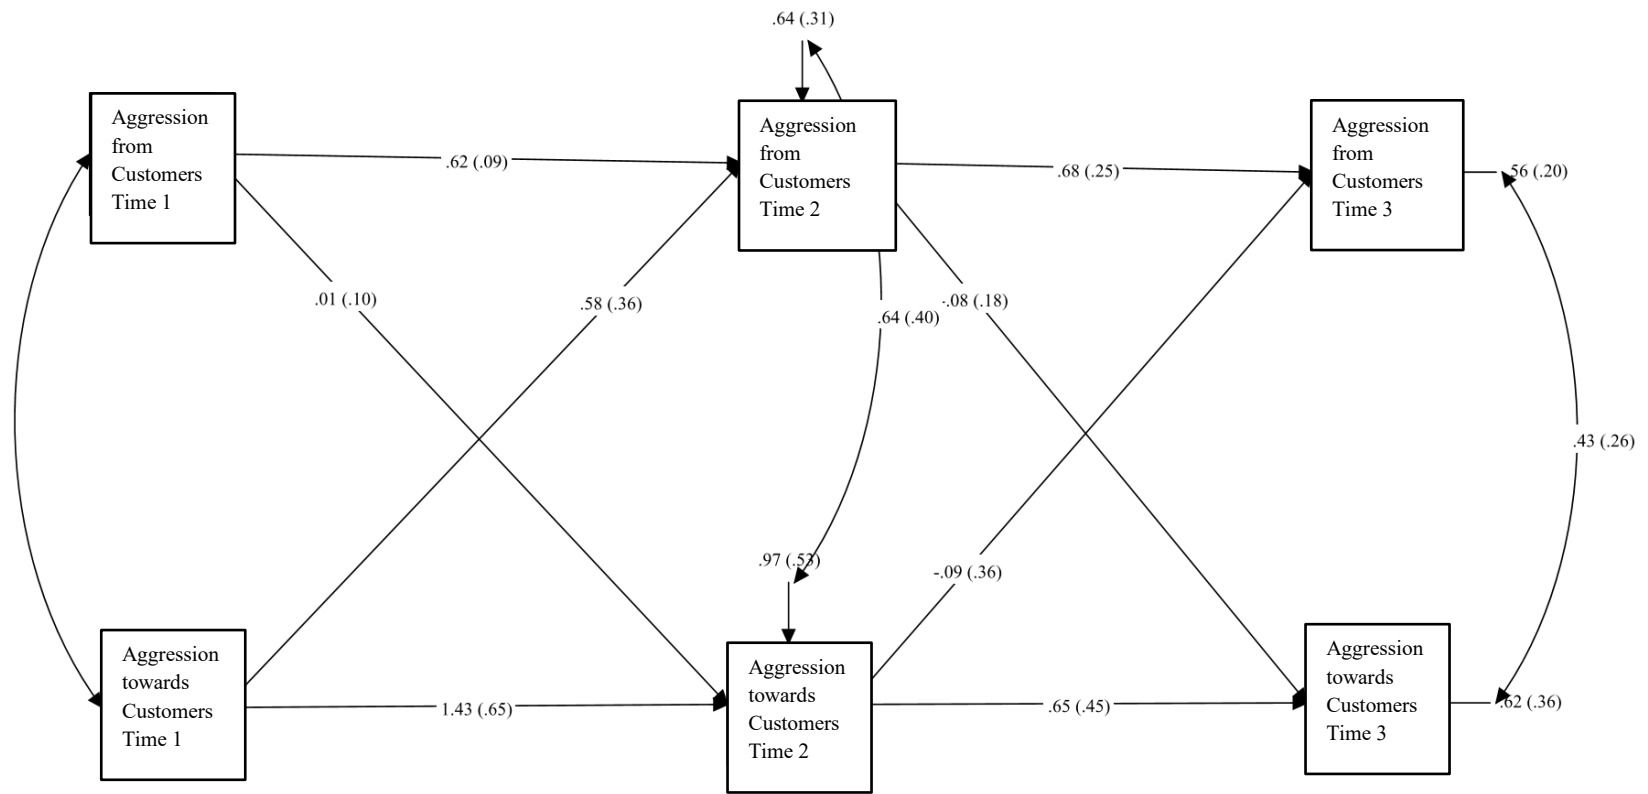 .64 (.31)
Aggression
from
Customers
Time 1
Aggression
from
Customers
Time 2
Aggression
from
Customers
Time 3
.62 (.09)
.68 (.25)
.56 (.20)
.01 (.10)
.58 (.36)
.64 (.40)
-.08 (.18)
.43 (.26)
.97 (.53)
-.09 (.36)
Aggression
towards
Customers
Time 1
1.43 (.65)
Aggression
towards
Customers
Time 2
.65 (.45)
Aggression
towards
Customers
Time 3
.62 (.36)